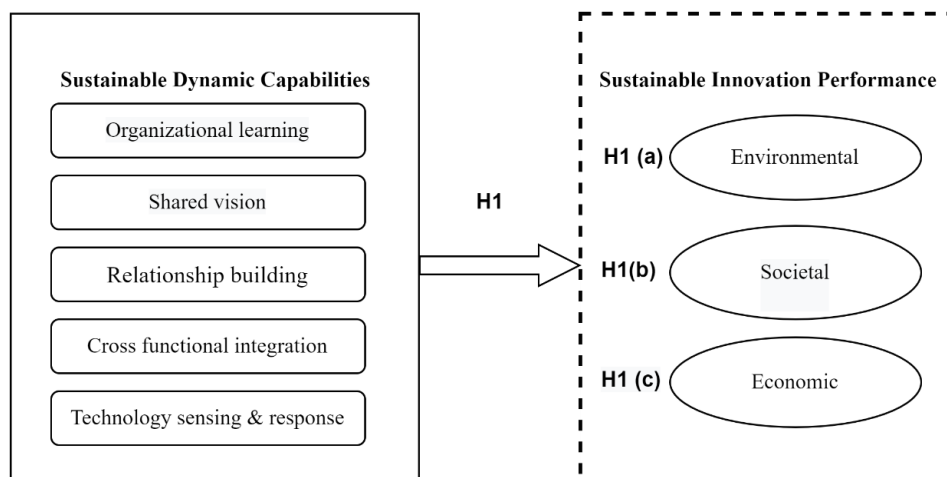 Sustainable Dynamic Capabilities
Organizational learning
Shared vision
Relationship building
Cross functional integration
Technology sensing & response
H1
Sustainable Innovation Performance
H1 (a)
Environmental
H1(b)
Societal
H1 (c)
Economic